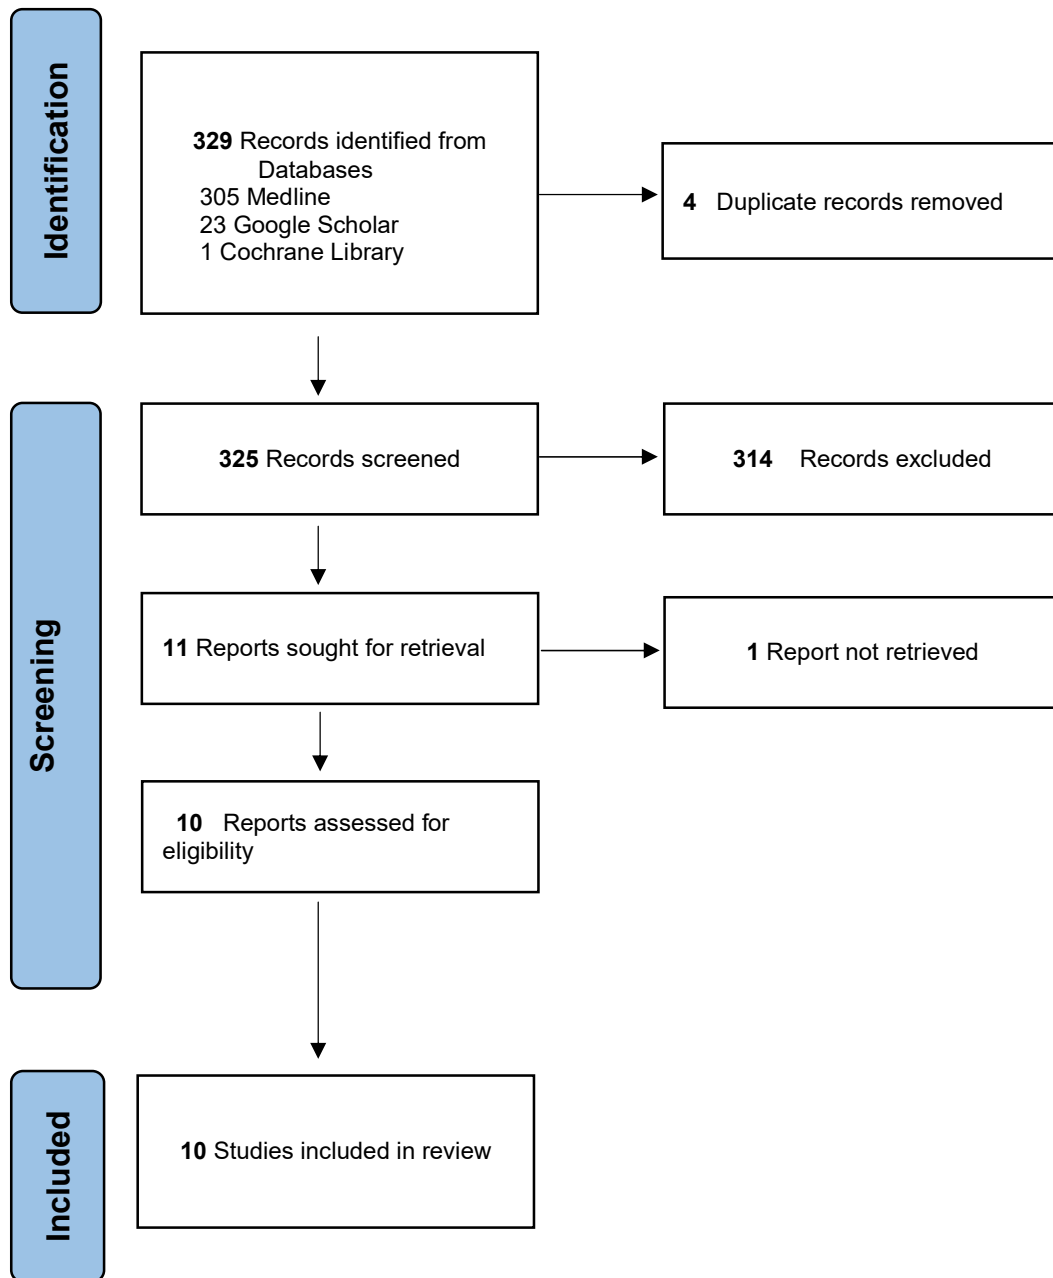 Identification
329 Records identified from
Databases
305 Medline
23 Google Scholar
1 Cochrane Library
4 Duplicate records removed
Screening
325 Records screened
314 Records excluded
11 Reports sought for retrieval
1 Report not retrieved
10 Reports assessed for
eligibility
Included
10 Studies included in review